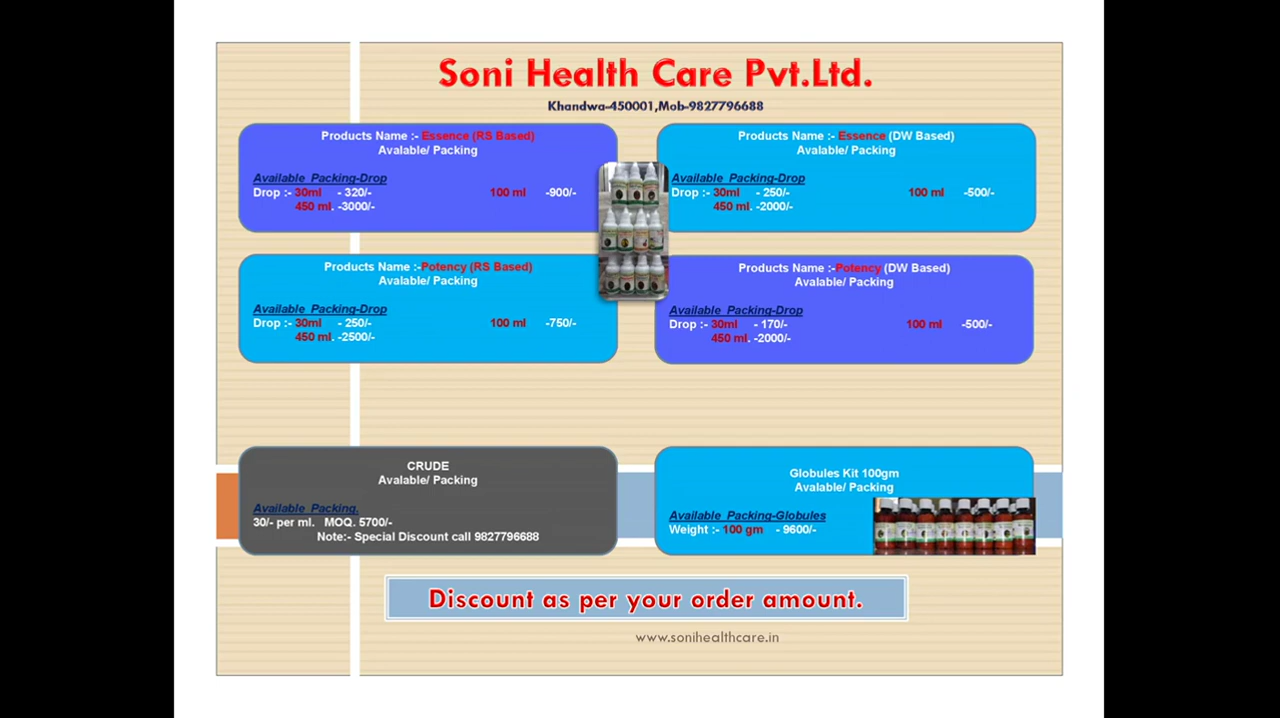 Soni Health Care Pvt.Ltd.
Khandwa-450001,Mob-9827796688
Products Name :- Essence (RS Based)
Avalable/ Packing
Available Packing-Drop
Drop :- 30ml - 320/- 100 ml -900/-
450 ml. -3000/-
Products Name :- Essence (DW Based)
Avalable/ Packing
Available Packing-Drop
Drop :- 30ml - 250/- 100 ml -500/-
450 ml. -2000/-
Products Name :-Potency (RS Based)
Avalable/ Packing
Available Packing-Drop
Drop :- 30ml - 250/- 100 ml -750/-
450 ml. -2500/-
Products Name :-Potency (DW Based)
Avalable/ Packing
Available Packing-Drop
Drop :- 30ml - 170/- 100 ml -500/-
450 ml. -2000/-
CRUDE
Avalable/ Packing
Available Packing.
30/- per ml. MOQ. 5700/-
Note:- Special Discount call 9827796688
Globules Kit 100gm
Avalable/ Packing
Available Packing-Globules
Weight :- 100 gm - 9600/-
Discount as per your order amount.
www.sonihealthcare.in